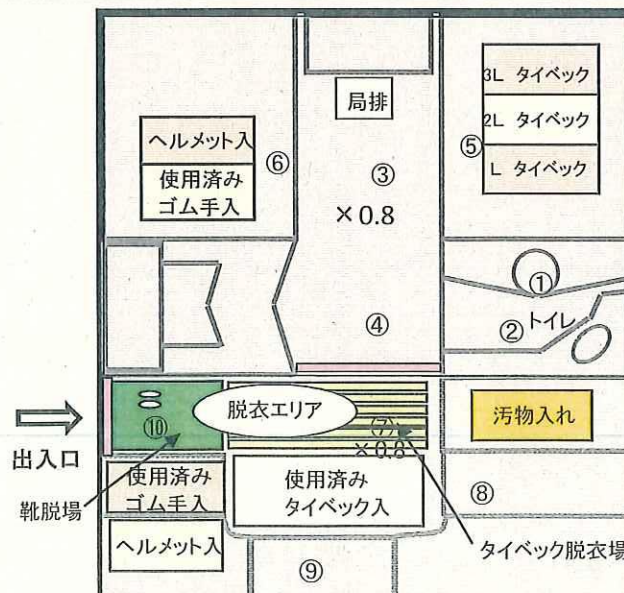 局排
③
×0.8
④
ヘルメット入
使用済み
ゴム手入
⑥
3L タイベック
2L タイベック
L タイベック
⑤
①
②
トイレ
出入口
⑩
脱衣エリア
⑦
×0.8
汚物入れ
靴脱場
使用済み
ゴム手入
ヘルメット入
使用済み
タイベック入
⑧
タイベック脱衣場
⑨